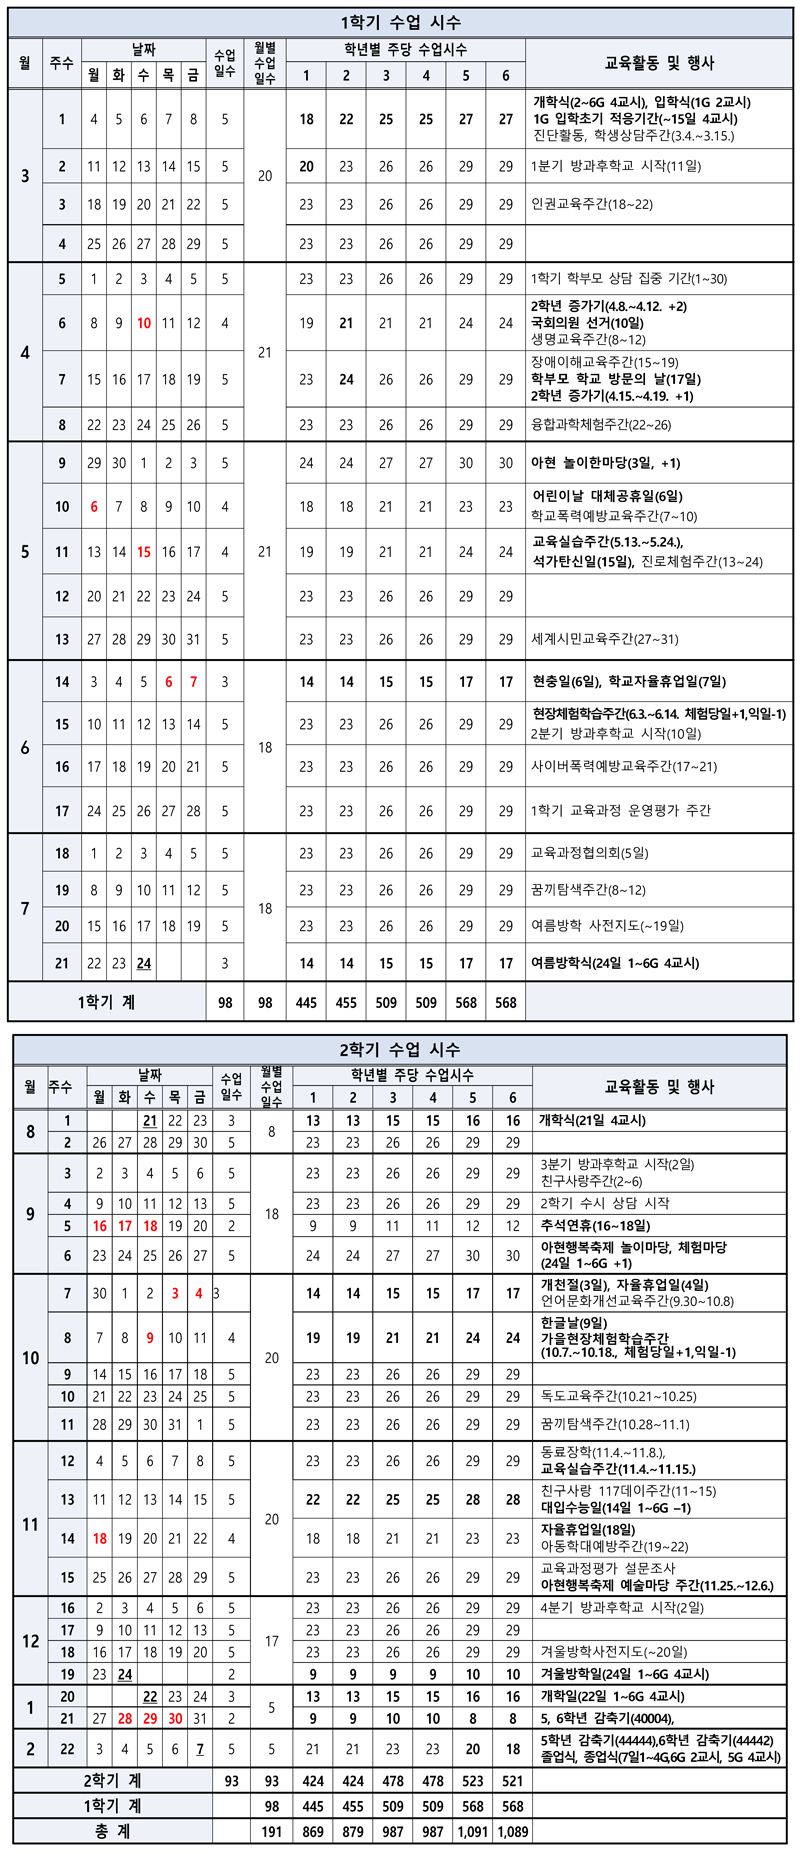 1학기 수업 시수
월 주수 날짜 수업 일수 월별 수업 일수 학년별 주당 수업시수 교육활동 및 행사
월 화 수 목 금 1 2 3 4 5 6
3 1 4 5 6 7 8 5 20 18 22 25 25 27 27 개학식(2~6G 4교시), 입학식(1G 2교시)
1G 입학초기 적응기간(~15일 4교시)
진단활동, 학생상담주간(3.4.~3.15.)
2 11 12 13 14 15 5 20 23 26 26 29 29 1분기 방과후학교 시작(11일)
3 18 19 20 21 22 5 23 23 26 26 29 29 인권교육주간(18~22)
4 25 26 27 28 29 5 23 23 26 26 29 29
4 5 1 2 3 4 5 5 21 23 23 26 26 29 29 1학기 학부모 상담 집중 기간(1~30)
6 8 9 10 11 12 4 19 21 21 21 24 24 2학년 증가기(4.8.~4.12. +2)
국회의원 선거(10일)
생명교육주간(8~12)
7 15 16 17 18 19 5 23 24 26 26 29 29 장애이해교육주간(15~19)
학부모 학교 방문의 날(17일)
2학년 증가기(4.15.~4.19. +1)
8 22 23 24 25 26 5 23 23 26 26 29 29 융합과학체험주간(22~26)
5 9 29 30 1 2 3 5 21 24 24 27 27 30 30 아현 놀이한마당(3일, +1)
10 6 7 8 9 10 4 18 18 21 21 23 23 어린이날 대체공휴일(6일)
학교폭력예방교육주간(7~10)
11 13 14 15 16 17 4 19 19 21 21 24 24 교육실습주간(5.13.~5.24.),
석가탄신일(15일), 진로체험주간(13~24)
12 20 21 22 23 24 5 23 23 26 26 29 29
13 27 28 29 30 31 5 23 23 26 26 29 29 세계시민교육주간(27~31)
6 14 3 4 5 6 7 3 18 14 14 15 15 17 17 현충일(6일), 학교자율휴업일(7일)
15 10 11 12 13 14 5 23 23 26 26 29 29 현장체험학습주간(6.3.~6.14. 체험당일+1,익일-1)
2분기 방과후학교 시작(10일)
16 17 18 19 20 21 5 23 23 26 26 29 29 사이버폭력예방교육주간(17~21)
17 24 25 26 27 28 5 23 23 26 26 29 29 1학기 교육과정 운영평가 주간
7 18 1 2 3 4 5 5 18 23 23 26 26 29 29 교육과정협의회(5일)
19 8 9 10 11 12 5 23 23 26 26 29 29 꿈끼탐색주간(8~12)
20 15 16 17 18 19 5 23 23 26 26 29 29 여름방학 사전지도(~19일)
21 22 23 24 3 14 14 15 15 17 17 여름방학식(24일 1~6G 4교시)
1학기 계 98 98 445 455 509 509 568 568
2학기 수업 시수
월 주수 날짜 수업 일수 월별 수업 일수 학년별 주당 수업시수 교육활동 및 행사
월 화 수 목 금 1 2 3 4 5 6
8 1 21 22 23 3 8 13 13 15 15 16 16 개학식(21일 4교시)
2 26 27 28 29 30 5 23 23 26 26 29 29
9 3 2 3 4 5 6 5 18 23 23 26 26 29 29 3분기 방과후학교 시작(2일)
친구사랑주간(2~6)
4 9 10 11 12 13 5 23 23 26 26 29 29 2학기 수시 상담 시작
5 16 17 18 19 20 2 9 9 11 11 12 12 추석연휴(16~18일)
6 23 24 25 26 27 5 24 24 27 27 30 30 아현행복축제 놀이마당, 체험마당
(24일 1~6G +1)
10 7 30 1 2 3 4 3 20 14 14 15 15 17 17 개천절(3일), 자율휴업일(4일)
언어문화개선교육주간(9.30~10.8)
8 7 8 9 10 11 4 19 19 21 21 24 24 한글날(9일)
가을현장체험학습주간
(10.7.~10.18., 체험당일+1,익일-1)
9 14 15 16 17 18 5 23 23 26 26 29 29
10 21 22 23 24 25 5 23 23 26 26 29 29 독도교육주간(10.21~10.25)
11 28 29 30 31 1 5 23 23 26 26 29 29 꿈끼탐색주간(10.28~11.1)
11 12 4 5 6 7 8 5 20 23 23 26 26 29 29 동료장학(11.4.~11.8.),
교육실습주간(11.4.~11.15.)
13 11 12 13 14 15 5 22 22 25 25 28 28 친구사랑 117데이주간(11~15)
대입수능일(14일 1~6G –1)
14 18 19 20 21 22 4 18 18 21 21 23 23 자율휴업일(18일)
아동학대예방주간(19~22)
15 25 26 27 28 29 5 23 23 26 26 29 29 교육과정평가 설문조사
아현행복축제 예술마당 주간(11.25.~12.6.)
12 16 2 3 4 5 6 5 17 23 23 26 26 29 29 4분기 방과후학교 시작(2일)
17 9 10 11 12 13 5 23 23 26 26 29 29
18 16 17 18 19 20 5 23 23 26 26 29 29 겨울방학사전지도(~20일)
19 23 24 2 9 9 9 9 10 10 겨울방학일(24일 1~6G 4교시)
1 20 22 23 24 3 5 13 13 15 15 16 16 개학일(22일 1~6G 4교시)
21 27 28 29 30 31 2 9 9 10 10 8 8 5, 6학년 감축기(40004),
2 22 3 4 5 6 7 5 5 21 21 23 23 20 18 5학년 감축기(44444),6학년 감축기(44442)
졸업식, 종업식(7일1~4G,6G 2교시, 5G 4교시)
2학기 계 93 93 424 424 478 478 523 521
1학기 계 98 445 455 509 509 568 568
총 계 191 869 879 987 987 1,091 1,089